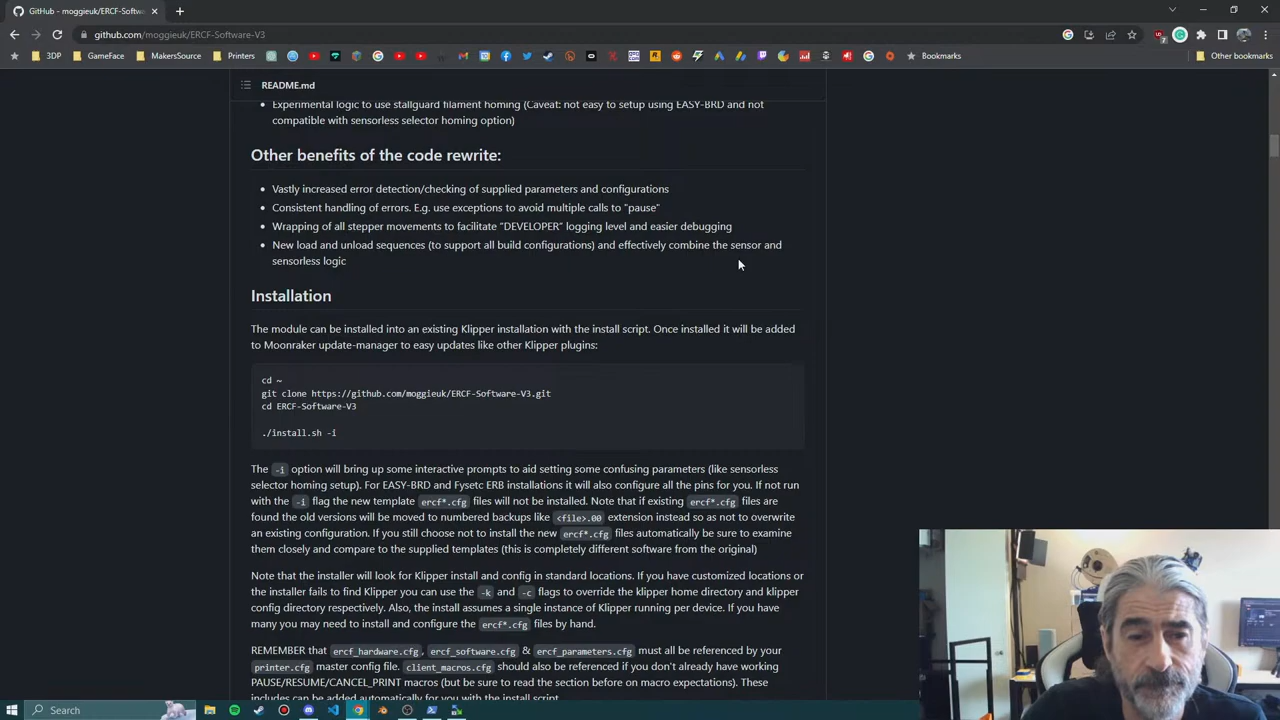 GitHub - moggieuk/ERCF-Softwar
github.com/moggieuk/ERCF-Software-V3
3DP
GameFace
MakersSource
Printers
Bookmarks
Other bookmarks
README.md
Experimental logic to use stallguard filament homing (Caveat: not easy to setup using EASY-BRD and not
compatible with sensorless selector homing option)
Other benefits of the code rewrite:
Vastly increased error detection/checking of supplied parameters and configurations
Consistent handling of errors. E.g. use exceptions to avoid multiple calls to "pause"
Wrapping of all stepper movements to facilitate "DEVELOPER" logging level and easier debugging
New load and unload sequences (to support all build configurations) and effectively combine the sensor and
sensorless logic
Installation
The module can be installed into an existing Klipper installation with the install script. Once installed it will be added
to Moonraker update-manager to easy updates like other Klipper plugins:
cd ~
git clone https://github.com/moggieuk/ERCF-Software-V3.git
cd ERCF-Software-V3
./install.sh -i
The -i option will bring up some interactive prompts to aid setting some confusing parameters (like sensorless
selector homing setup). For EASY-BRD and Fysetc ERB installations it will also configure all the pins for you. If not run
with the -i flag the new template ercf*.cfg files will not be installed. Note that if existing ercf*.cfg files are
found the old versions will be moved to numbered backups like <file>.00 extension instead so as not to overwrite
an existing configuration. If you still choose not to install the new ercf*.cfg files automatically be sure to examine
them closely and compare to the supplied templates (this is completely different software from the original)
Note that the installer will look for Klipper install and config in standard locations. If you have customized locations or
the installer fails to find Klipper you can use the -k and -c flags to override the klipper home directory and klipper
config directory respectively. Also, the install assumes a single instance of Klipper running per device. If you have
many you may need to install and configure the ercf*.cfg files by hand.
REMEMBER that ercf_hardware.cfg, ercf_software.cfg & ercf_parameters.cfg must all be referenced by your
printer.cfg master config file. client_macros.cfg should also be referenced if you don't already have working
PAUSE/RESUME/CANCEL_PRINT macros (but be sure to read the section before on macro expectations). These
includes can be added automatically for you with the install script.
Search